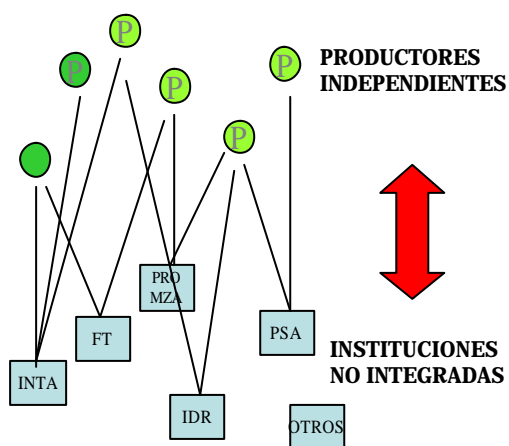 P
P
P
P
P
PRODUCTORES
INDEPENDIENTES
PRO
MZA
FT
PSA
INSTITUCIONES
NO INTEGRADAS
INTA
IDR
OTROS